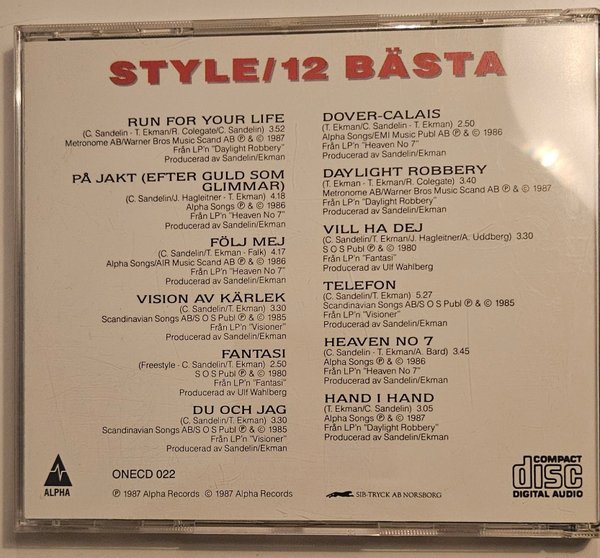 STYLE/12 BÄSTA
RUN FOR YOUR LIFE
(C. Sandelin - T. Ekman/R. Colegate/C. Sandelin) 3.52
Metronome AB/Warner Bros Music Scand AB Ⓟ & © 1987
Från LP'n "Daylight Robbery"
Producerad av Sandelin/Ekman
PÅ JAKT (EFTER GULD SOM
GLIMMAR)
(C. Sandelin/J. Hagleitner - T. Ekman) 4.18
Alpha Songs Ⓟ & © 1986
Från LP'n "Heaven No 7"
Producerad av Sandelin/Ekman
FÖLJ MEJ
(C. Sandelin/T. Ekman - Falk) 4.17
Alpha Songs/AIR Music Scand AB Ⓟ & © 1986
Från LP'n "Heaven No 7"
Producerad av Sandelin/Ekman
VISION AV KÄRLEK
(C. Sandelin/T. Ekman) 3.30
Scandinavian Songs AB/S O S Publ Ⓟ & © 1985
Från LP'n "Visioner"
Producerad av Sandelin/Ekman
FANTASI
(Freestyle - C. Sandelin/T. Ekman) 2.50
S O S Publ Ⓟ & © 1980
Från LP'n "Fantasi"
Producerad av Ulf Wahlberg
DU OCH JAG
(C. Sandelin/T. Ekman) 3.30
Scandinavian Songs AB/S O S Publ Ⓟ & © 1985
Från LP'n "Visioner"
Producerad av Sandelin/Ekman
DOVER-CALAIS
(T. Ekman/C. Sandelin - T. Ekman) 2.50
Alpha Songs/EMI Music Publ AB Ⓟ & © 1986
Från LP'n "Heaven No 7"
Producerad av Sandelin/Ekman
DAYLIGHT ROBBERY
(T. Ekman - T. Ekman/R. Colegate) 3.40
Metronome AB/Warner Bros Music Scand AB Ⓟ & © 1987
Från LP'n "Daylight Robbery"
Producerad av Sandelin/Ekman
VILL HA DEJ
(C. Sandelin/T. Ekman/J. Hagleitner/A. Uddberg) 3.30
S O S Publ Ⓟ & © 1980
Från LP'n "Fantasi"
Producerad av Ulf Wahlberg
TELEFON
(C. Sandelin/T. Ekman) 5.27
Scandinavian Songs AB/S O S Publ Ⓟ & © 1985
Från LP'n "Visioner"
Producerad av Sandelin/Ekman
HEAVEN NO 7
(C. Sandelin - T. Ekman/A. Bard) 3.45
Alpha Songs Ⓟ & © 1986
Från LP'n "Heaven No 7"
Producerad av Sandelin/Ekman
HAND I HAND
(T. Ekman/C. Sandelin) 3.05
Alpha Songs Ⓟ & © 1987
Från LP'n "Daylight Robbery"
Producerad av Sandelin/Ekman
ALPHA
ONECD 022
Ⓟ 1987 Alpha Records © 1987 Alpha Records
SIB-TRYCK AB NORSBORG
COMPACT
disc
DIGITAL AUDIO